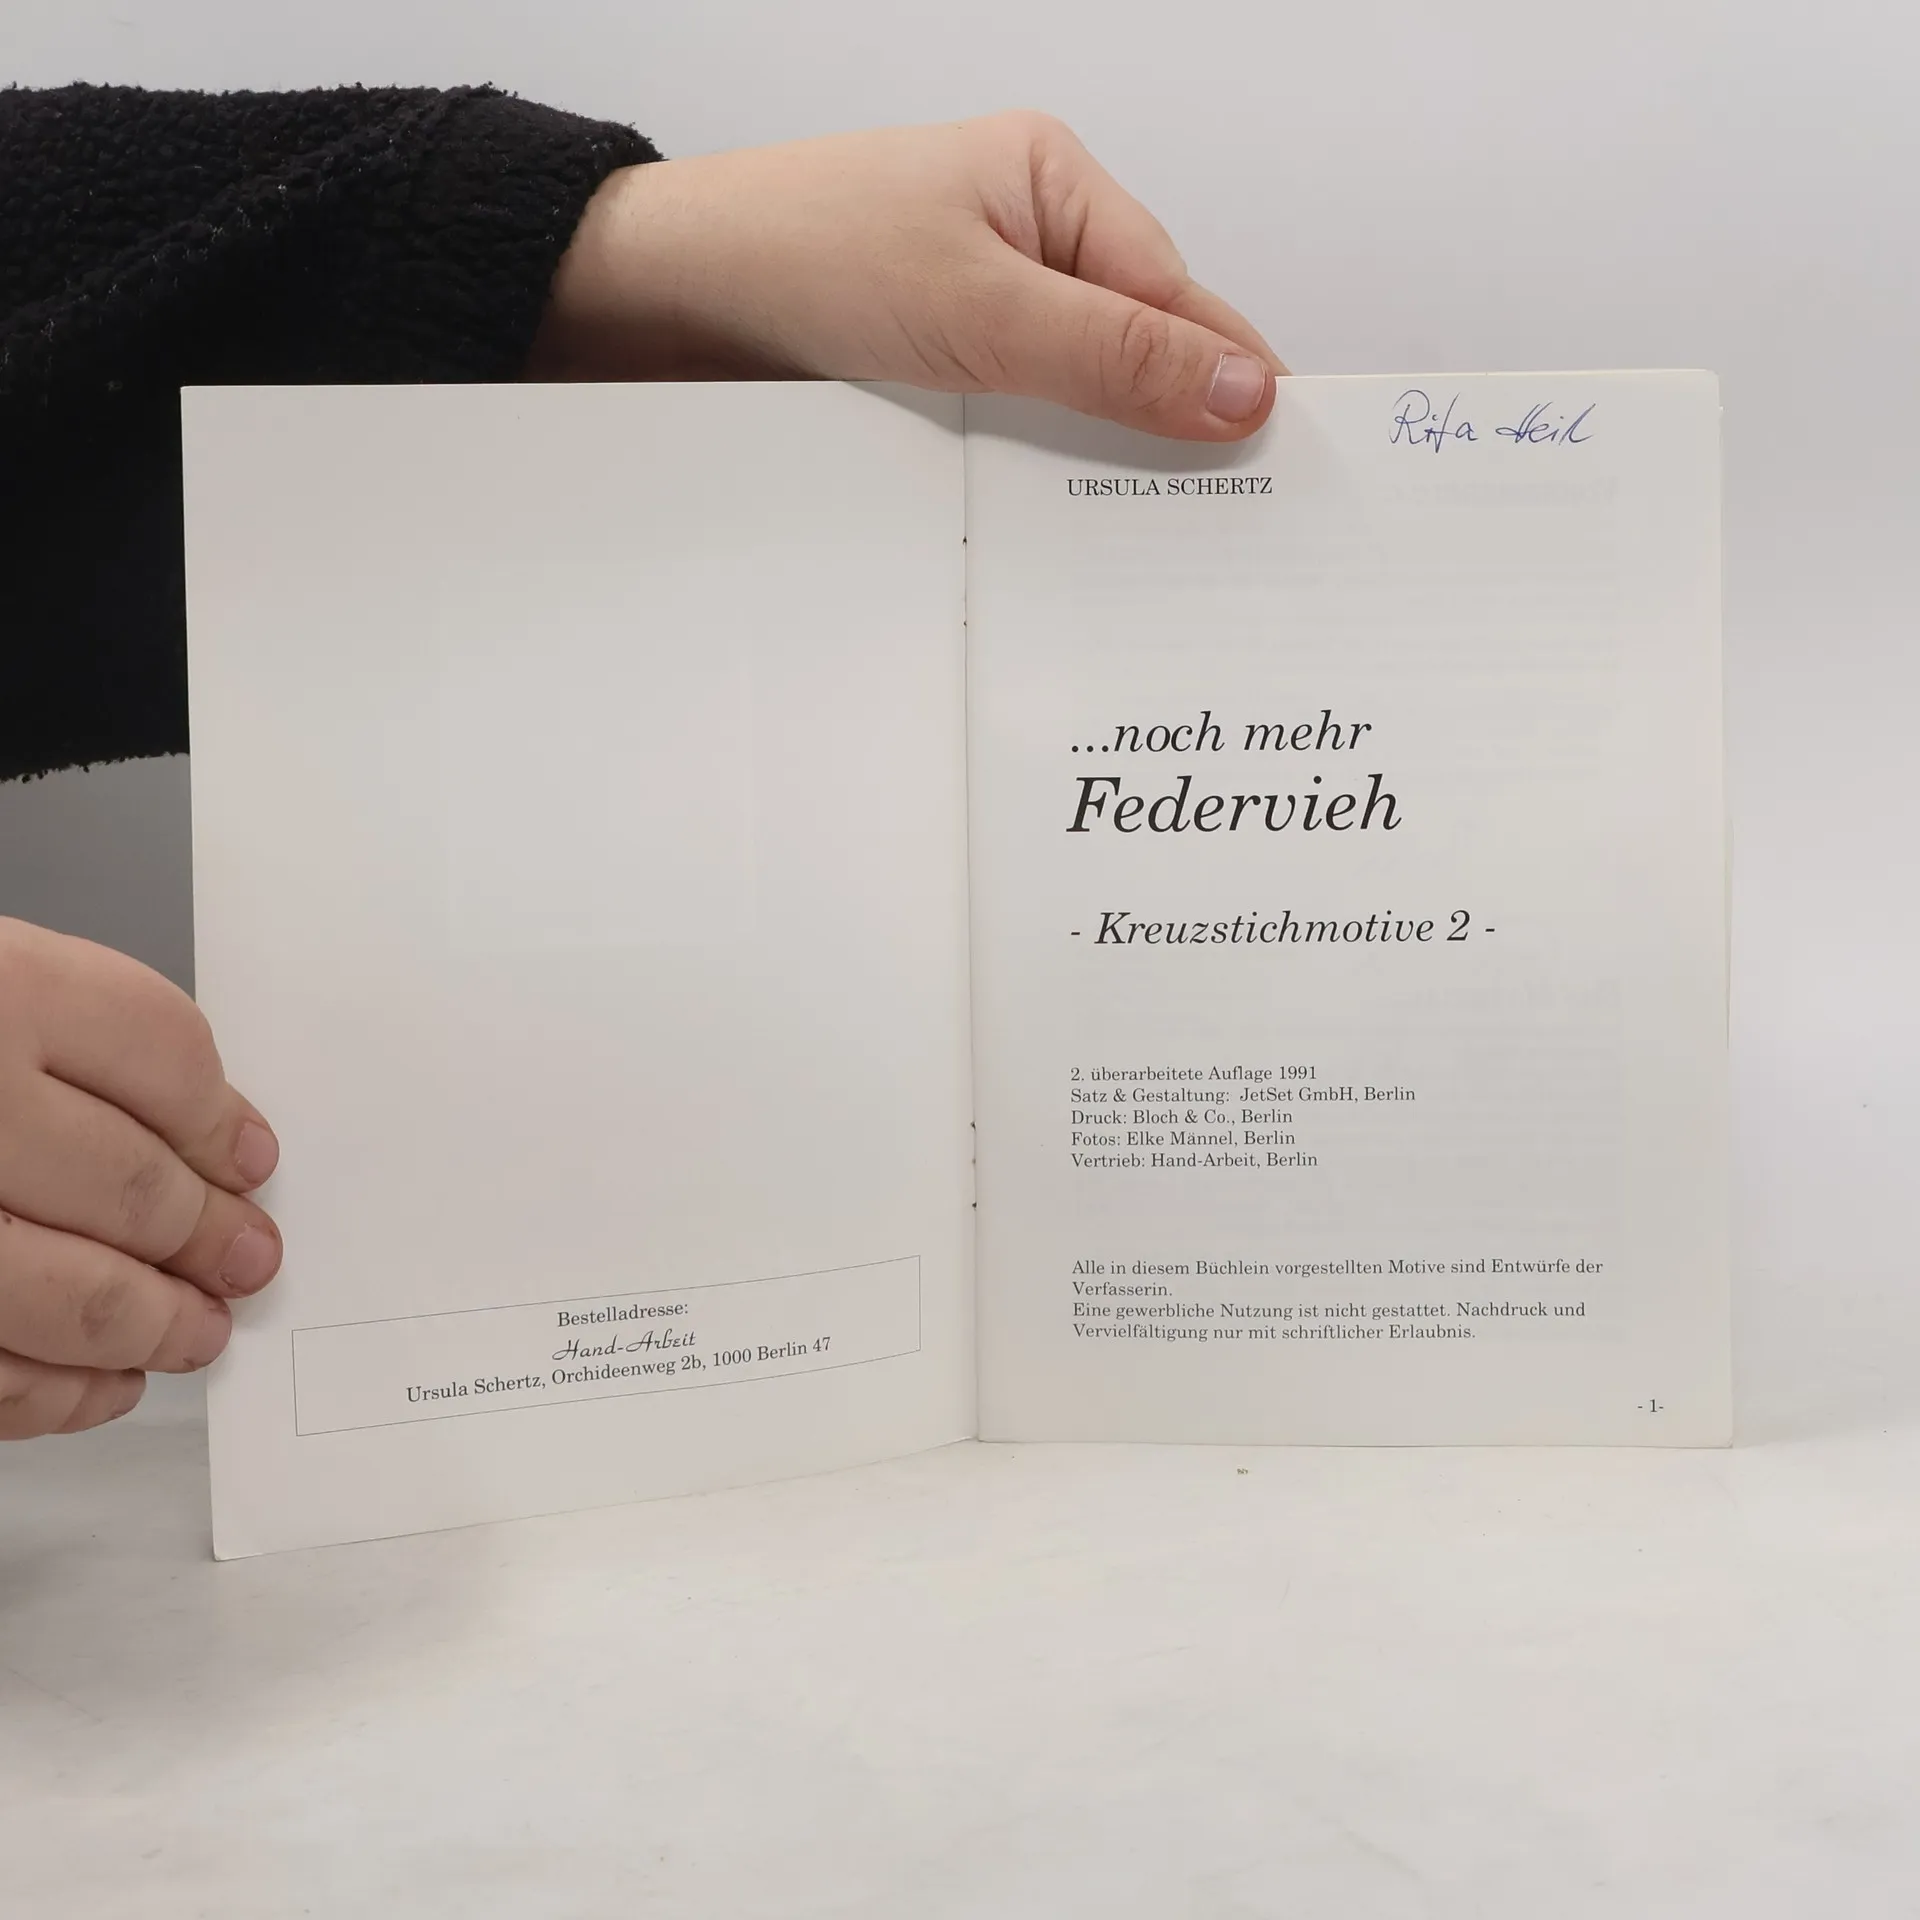 Bestelladresse:
Hand-Arbeit
Ursula Schertz, Orchideenweg 2b, 1000 Berlin 47
Rita Heil
URSULA SCHERTZ
...noch mehr
Federvieh
- Kreuzstichmotive 2 -
2. überarbeitete Auflage 1991
Satz & Gestaltung: JetSet GmbH, Berlin
Druck: Bloch & Co., Berlin
Fotos: Elke Männel, Berlin
Vertrieb: Hand-Arbeit, Berlin
Alle in diesem Büchlein vorgestellten Motive sind Entwürfe der
Verfasserin.
Eine gewerbliche Nutzung ist nicht gestattet. Nachdruck und
Vervielfältigung nur mit schriftlicher Erlaubnis.
- 1-